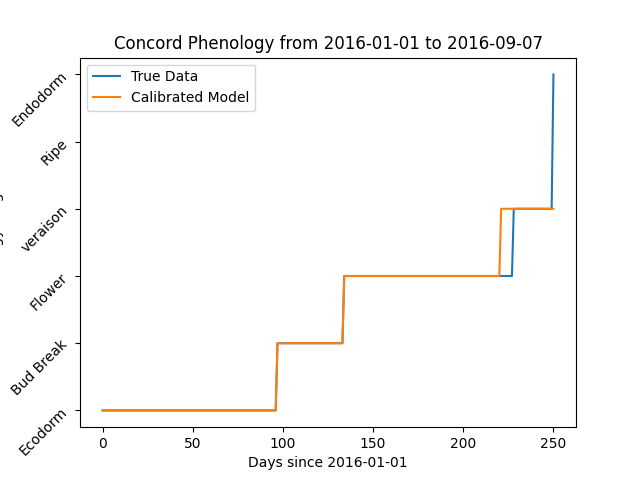 Concord Phenology from 2016-01-01 to 2016-09-07
True Data
Calibrated Model
Endodorm
Ripe
veraison
Flower
Bud Break
Ecodorm
0 50 100 150 200 250
Days since 2016-01-01